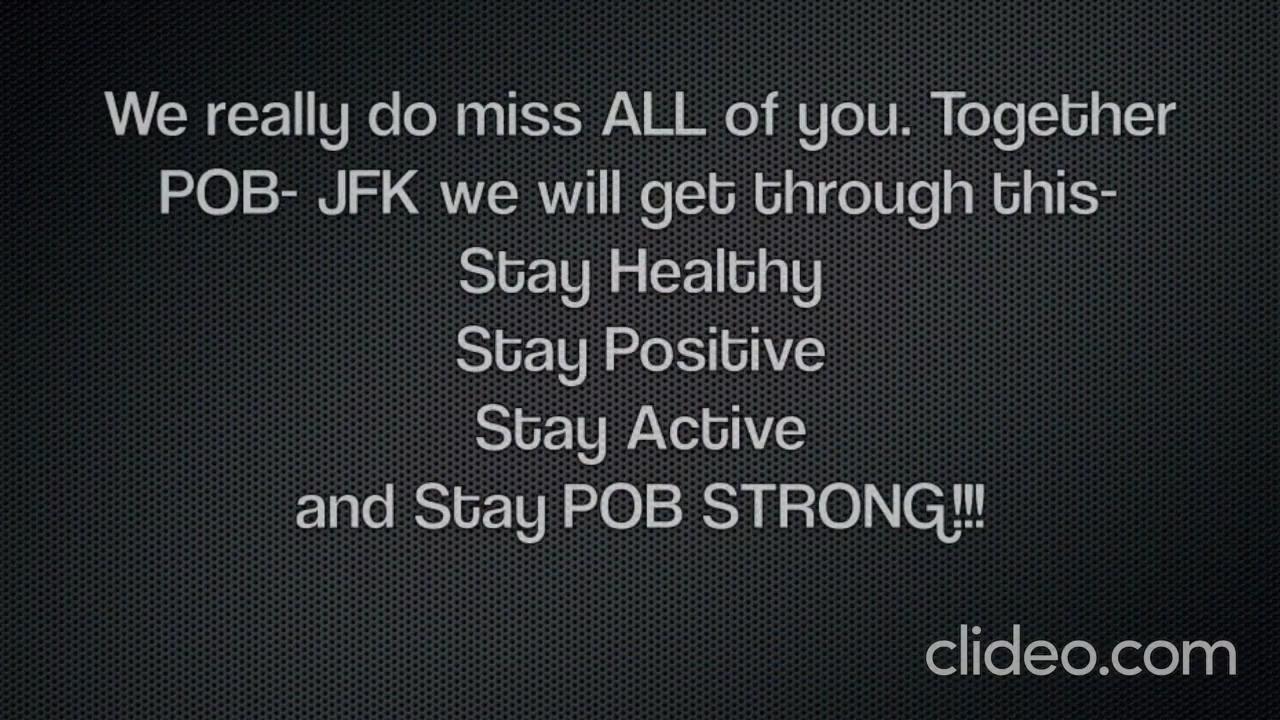 We really do miss ALL of you. Together
POB- JFK we will get through this-
Stay Healthy
Stay Positive
Stay Active
and Stay POB STRONG!!!
clideo.com